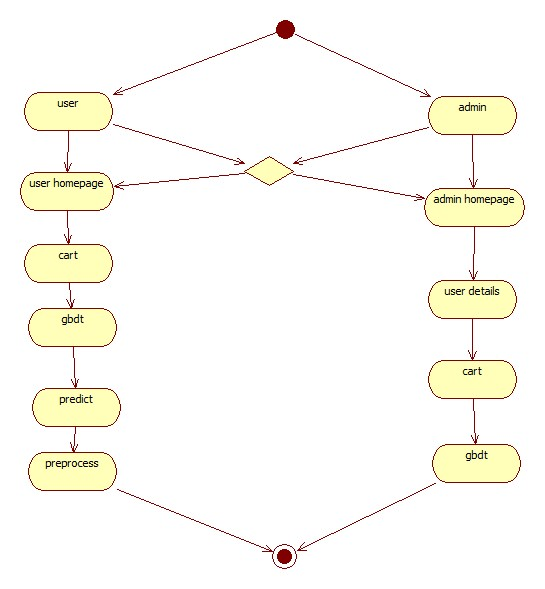 user
admin
user homepage
admin homepage
cart
user details
gbdt
cart
predict
gbdt
preprocess